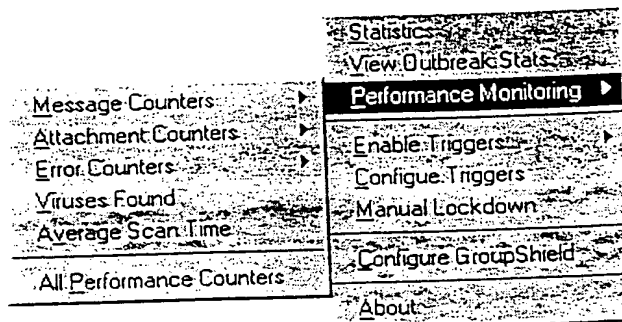 Statistics
View Outbreak Stats
Performance Monitoring
Enable Triggers
Configue Triggers
Manual Lockdown
Configure GroupShield
About
Message Counters
Attachment Counters
Error Counters
Viruses Found
Average Scan Time
All Performance Counters